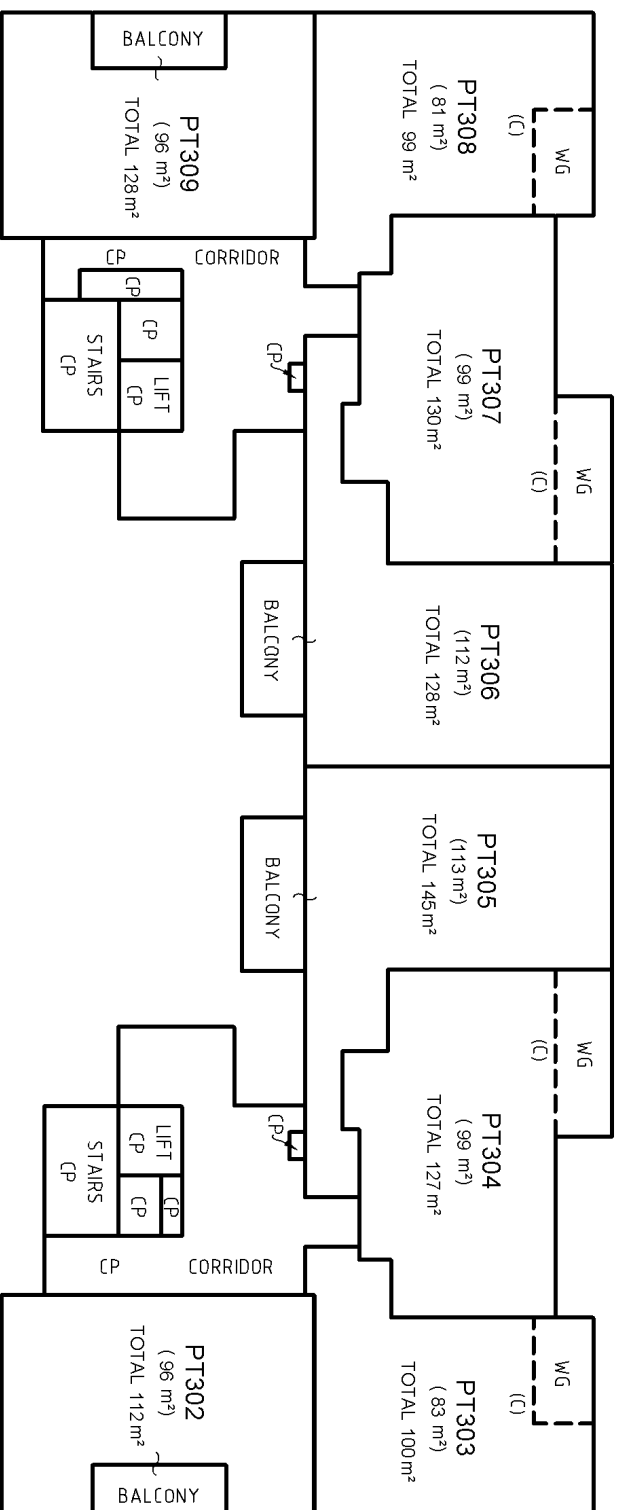 BALCONY
PT309
( 96 m²)
TOTAL 128m²
PT308
( 81 m²)
TOTAL 99 m²
(C)
WG
CP
CORRIDOR
CP
CP
STAIRS
CP
LIFT
CP
CP
PT307
( 99 m²)
TOTAL 130m²
(C)
WG
BALCONY
PT306
(112 m²)
TOTAL 128m²
BALCONY
PT305
(113 m²)
TOTAL 145m²
WG
(C)
PT304
( 99 m²)
TOTAL 127m²
CP
LIFT
CP
STAIRS
CP
CP
CP
CP
CORRIDOR
WG
(C)
PT303
( 83 m²)
TOTAL 100m²
PT302
( 96 m²)
TOTAL 112m²
BALCONY